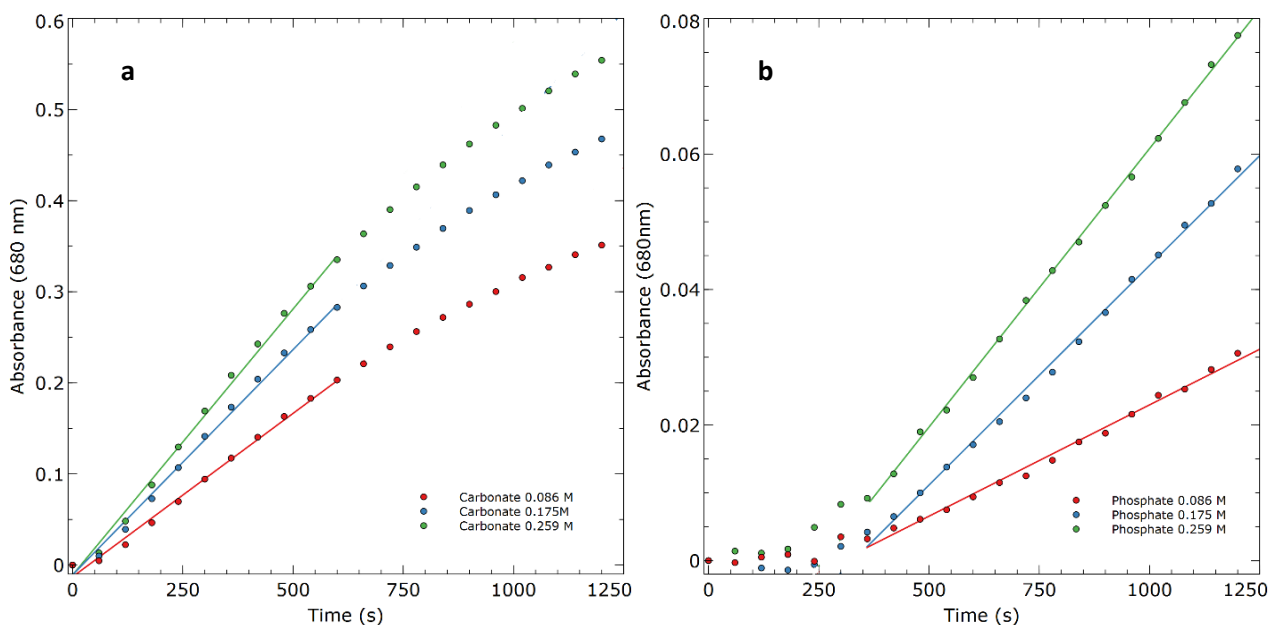 a
Absorbance (680 nm)
0.6
0.5
0.4
0.3
0.2
0.1
0
0 250 500 750 1000 1250
Time (s)
Carbonate 0.086 M
Carbonate 0.175M
Carbonate 0.259 M
b
Absorbance (680nm)
0.08
0.06
0.04
0.02
0
0 250 500 750 1000 1250
Time (s)
Phosphate 0.086 M
Phosphate 0.175 M
Phosphate 0.259 M